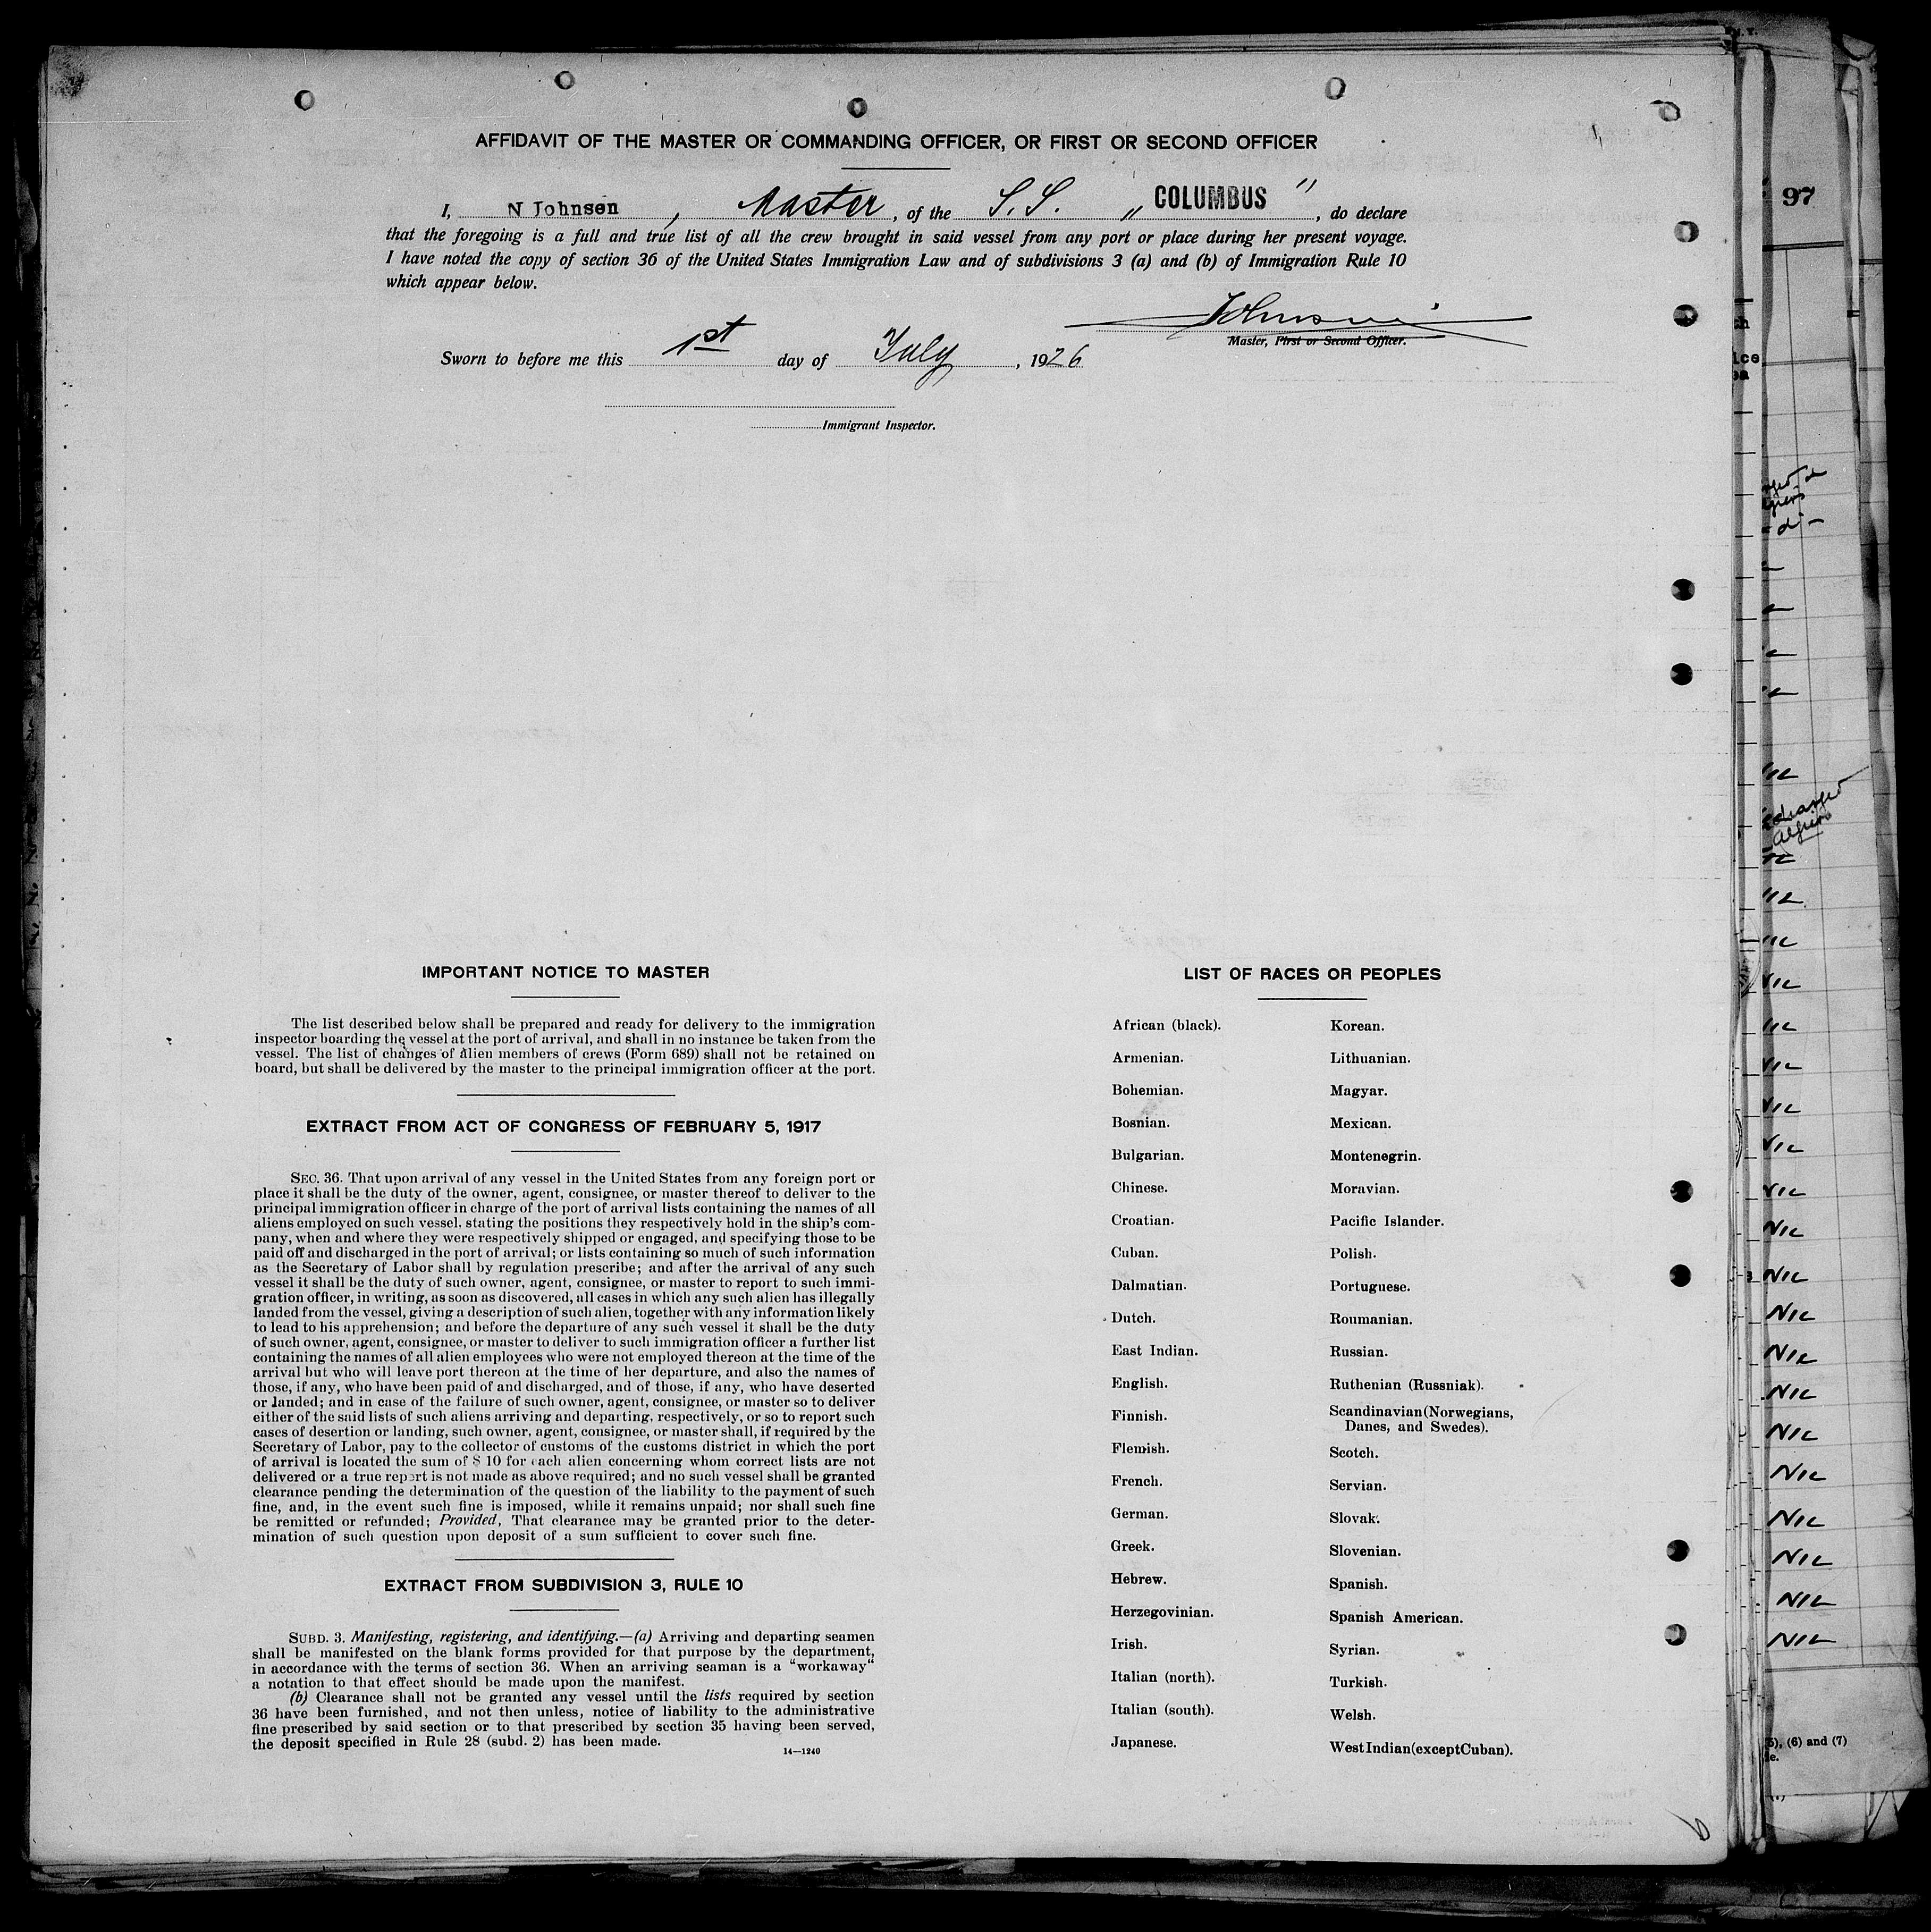 AFFIDAVIT OF THE MASTER OR COMMANDING OFFICER, OR FIRST OR SECOND OFFICER
I, N Johnsen, Master, of the S.S. „COLUMBUS", do declare
that the foregoing is a full and true list of all the crew brought in said vessel from any port or place during her present voyage.
I have noted the copy of section 36 of the United States Immigration Law and of subdivisions 3 (a) and (b) of Immigration Rule 10
which appear below.
Johnsen
Master, First or Second Officer.
Sworn to before me this 1st day of July, 1926
Immigrant Inspector.
IMPORTANT NOTICE TO MASTER
The list described below shall be prepared and ready for delivery to the immigration
inspector boarding the vessel at the port of arrival, and shall in no instance be taken from the
vessel. The list of changes of alien members of crews (Form 689) shall not be retained on
board, but shall be delivered by the master to the principal immigration officer at the port.
EXTRACT FROM ACT OF CONGRESS OF FEBRUARY 5, 1917
SEC. 36. That upon arrival of any vessel in the United States from any foreign port or
place it shall be the duty of the owner, agent, consignee, or master thereof to deliver to the
principal immigration officer in charge of the port of arrival lists containing the names of all
aliens employed on such vessel, stating the positions they respectively hold in the ship's com-
pany, when and where they were respectively shipped or engaged, and specifying those to be
paid off and discharged in the port of arrival; or lists containing so much of such information
as the Secretary of Labor shall by regulation prescribe; and after the arrival of any such
vessel it shall be the duty of such owner, agent, consignee, or master to report to such immi-
gration officer, in writing, as soon as discovered, all cases in which any such alien has illegally
landed from the vessel, giving a description of such alien, together with any information likely
to lead to his apprehension; and before the departure of any such vessel it shall be the duty
of such owner, agent, consignee, or master to deliver to such immigration officer a further list
containing the names of all alien employees who were not employed thereon at the time of the
arrival but who will leave port thereon at the time of her departure, and also the names of
those, if any, who have been paid of and discharged, and of those, if any, who have deserted
or landed; and in case of the failure of such owner, agent, consignee, or master so to deliver
either of the said lists of such aliens arriving and departing, respectively, or so to report such
cases of desertion or landing, such owner, agent, consignee, or master shall, if required by the
Secretary of Labor, pay to the collector of customs of the customs district in which the port
of arrival is located the sum of $ 10 for each alien concerning whom correct lists are not
delivered or a true report is not made as above required; and no such vessel shall be granted
clearance pending the determination of the question of the liability to the payment of such
fine, and, in the event such fine is imposed, while it remains unpaid; nor shall such fine
be remitted or refunded; Provided, That clearance may be granted prior to the deter-
mination of such question upon deposit of a sum sufficient to cover such fine.
EXTRACT FROM SUBDIVISION 3, RULE 10
SUBD. 3. Manifesting, registering, and identifying.—(a) Arriving and departing seamen
shall be manifested on the blank forms provided for that purpose by the department,
in accordance with the terms of section 36. When an arriving seaman is a "workaway"
a notation to that effect should be made upon the manifest.
(b) Clearance shall not be granted any vessel until the lists required by section
36 have been furnished, and not then unless, notice of liability to the administrative
fine prescribed by said section or to that prescribed by section 35 having been served,
the deposit specified in Rule 28 (subd. 2) has been made.
14—1240
LIST OF RACES OR PEOPLES
African (black).
Armenian.
Bohemian.
Bosnian.
Bulgarian.
Chinese.
Croatian.
Cuban.
Dalmatian.
Dutch.
East Indian.
English.
Finnish.
Flemish.
French.
German.
Greek.
Hebrew.
Herzegovinian.
Irish.
Italian (north).
Italian (south).
Japanese.
Korean.
Lithuanian.
Magyar.
Mexican.
Montenegrin.
Moravian.
Pacific Islander.
Polish.
Portuguese.
Roumanian.
Russian.
Ruthenian (Russniak).
Scandinavian (Norwegians,
Danes, and Swedes).
Scotch.
Servian.
Slovak.
Slovenian.
Spanish.
Spanish American.
Syrian.
Turkish.
Welsh.
West Indian (except Cuban).
97
NIL
NIL
NIL
NIL
NIL
NIL
NIL
NIL
NIL
NIL
NIL
(6) and (7)